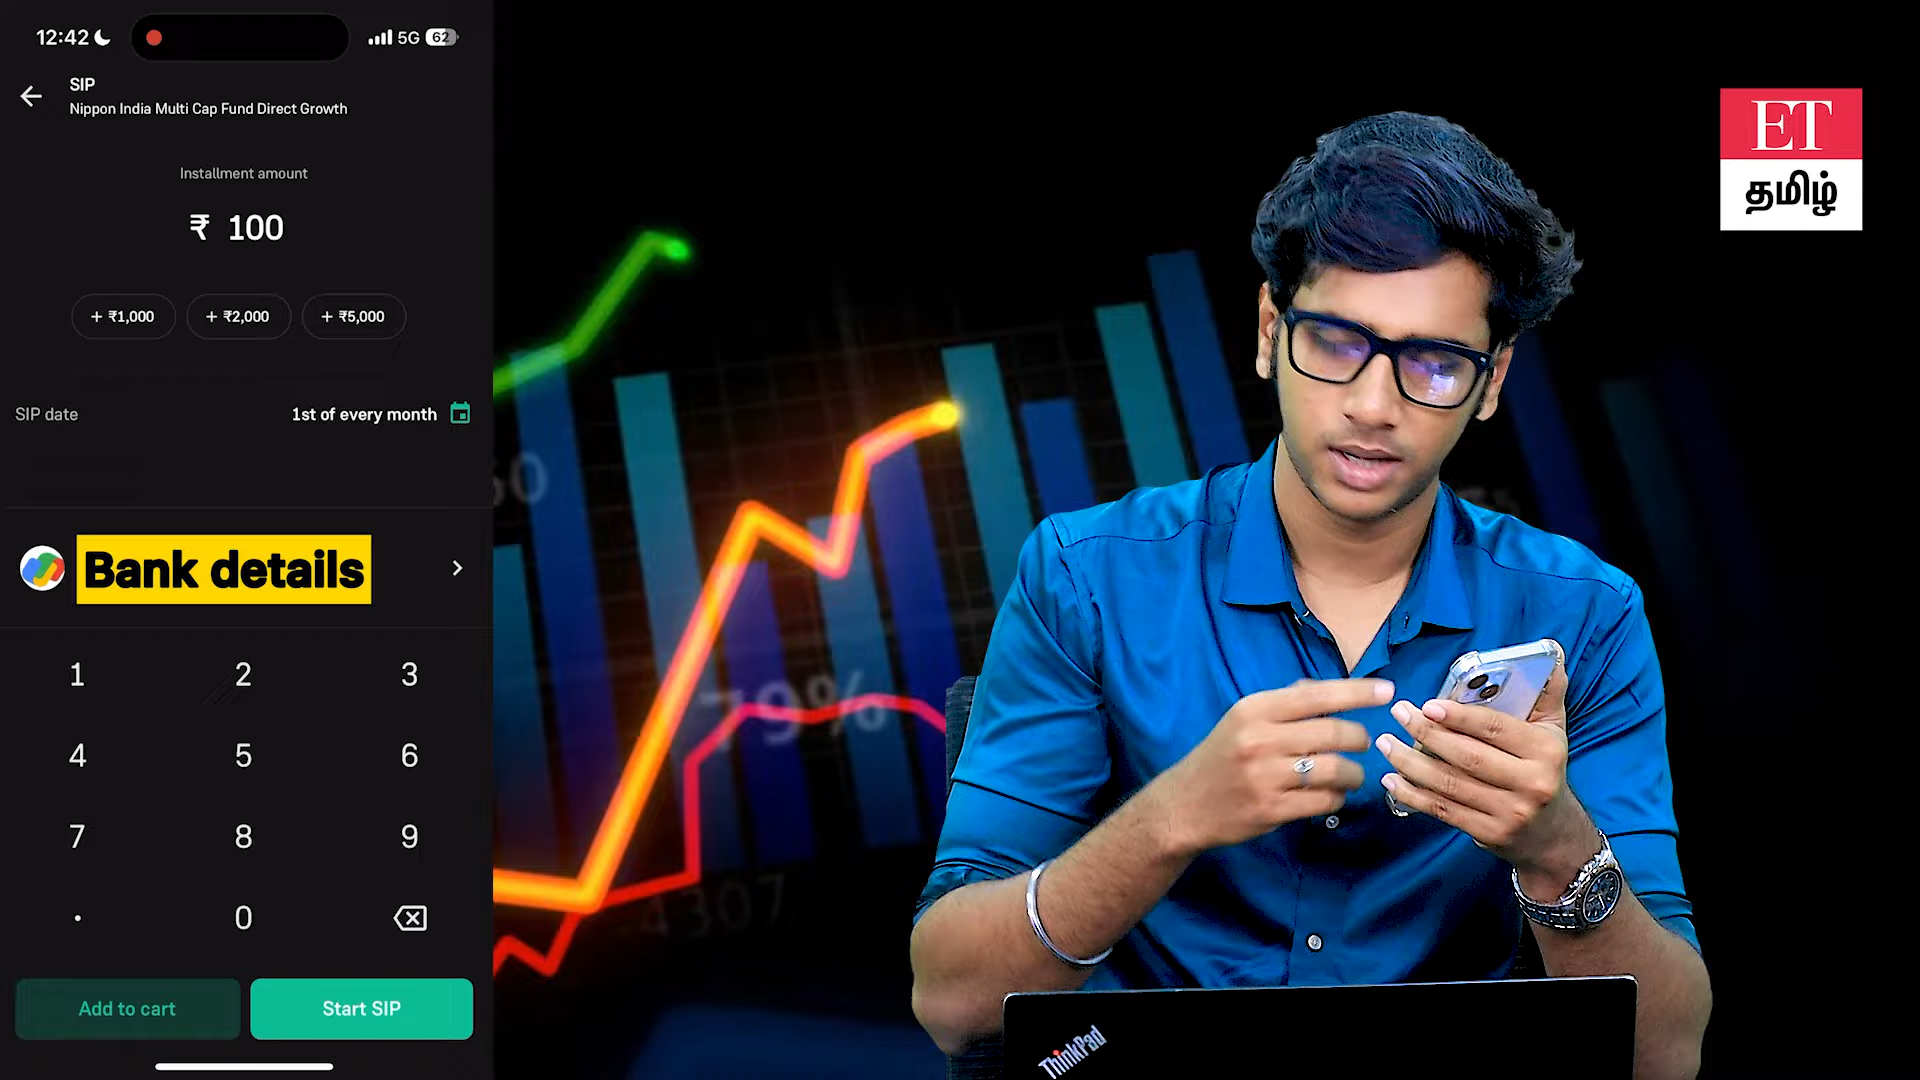 12:42
5G
62
SIP
Nippon India Multi Cap Fund Direct Growth
Installment amount
₹ 100
+ ₹1,000
+ ₹2,000
+ ₹5,000
SIP date
1st of every month
Bank details
1
2
3
4
5
6
7
8
9
.
0
Add to cart
Start SIP
79%
4307
ThinkPad
ET
தமிழ்